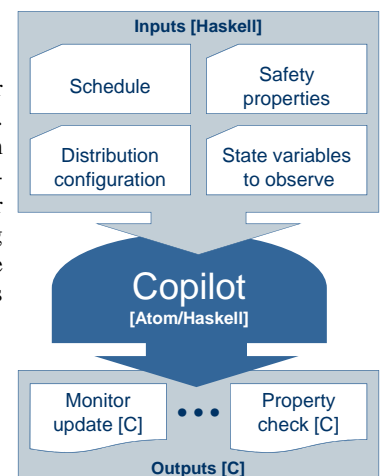 Inputs [Haskell]
Schedule
Safety
properties
Distribution
configuration
State variables
to observe
Copilot
[Atom/Haskell]
Monitor
update [C]
•••
Property
check [C]
Outputs [C]